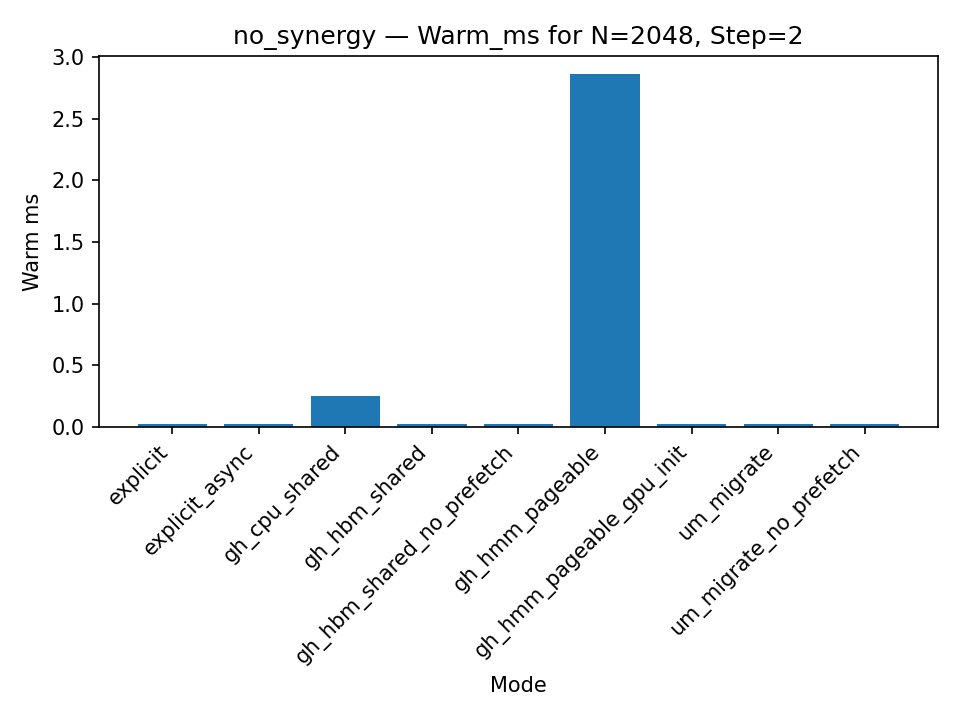 no_synergy — Warm_ms for N=2048, Step=2
3.0
2.5
2.0
1.5
1.0
0.5
0.0
Warm ms
explicit
explicit_async
gh_cpu_shared
gh_hbm_shared
gh_hbm_shared_no_prefetch
gh_hmm_pageable
gh_hmm_pageable_gpu_init
um_migrate
um_migrate_no_prefetch
Mode